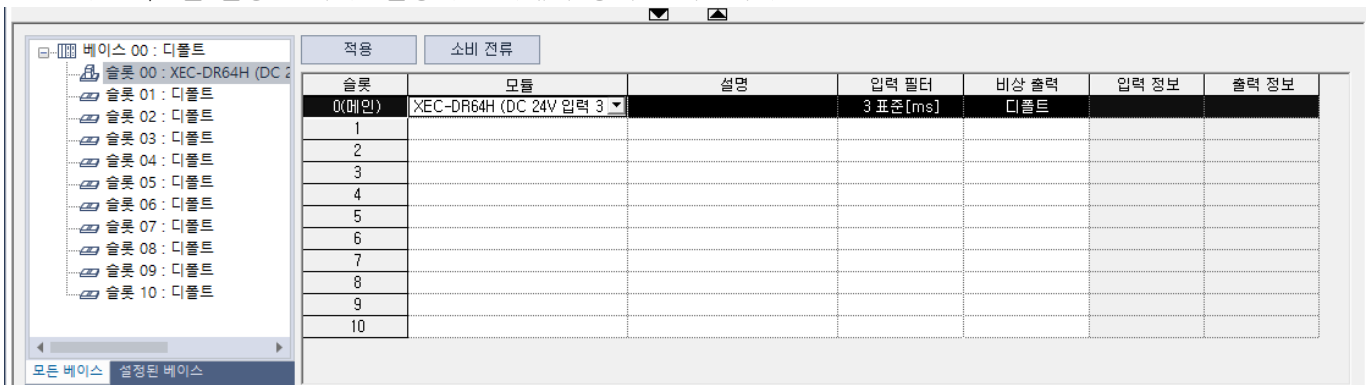 베이스 00 : 디폴트
슬롯 00 : XEC-DR64H (DC 2
슬롯 01 : 디폴트
슬롯 02 : 디폴트
슬롯 03 : 디폴트
슬롯 04 : 디폴트
슬롯 05 : 디폴트
슬롯 06 : 디폴트
슬롯 07 : 디폴트
슬롯 08 : 디폴트
슬롯 09 : 디폴트
슬롯 10 : 디폴트
모든 베이스 설정된 베이스
적용 소비 전류
슬롯 모듈 설명 입력 필터 비상 출력 입력 정보 출력 정보
0(메인) XEC-DR64H (DC 24V 입력 3 3 표준[ms] 디폴트
1
2
3
4
5
6
7
8
9
10